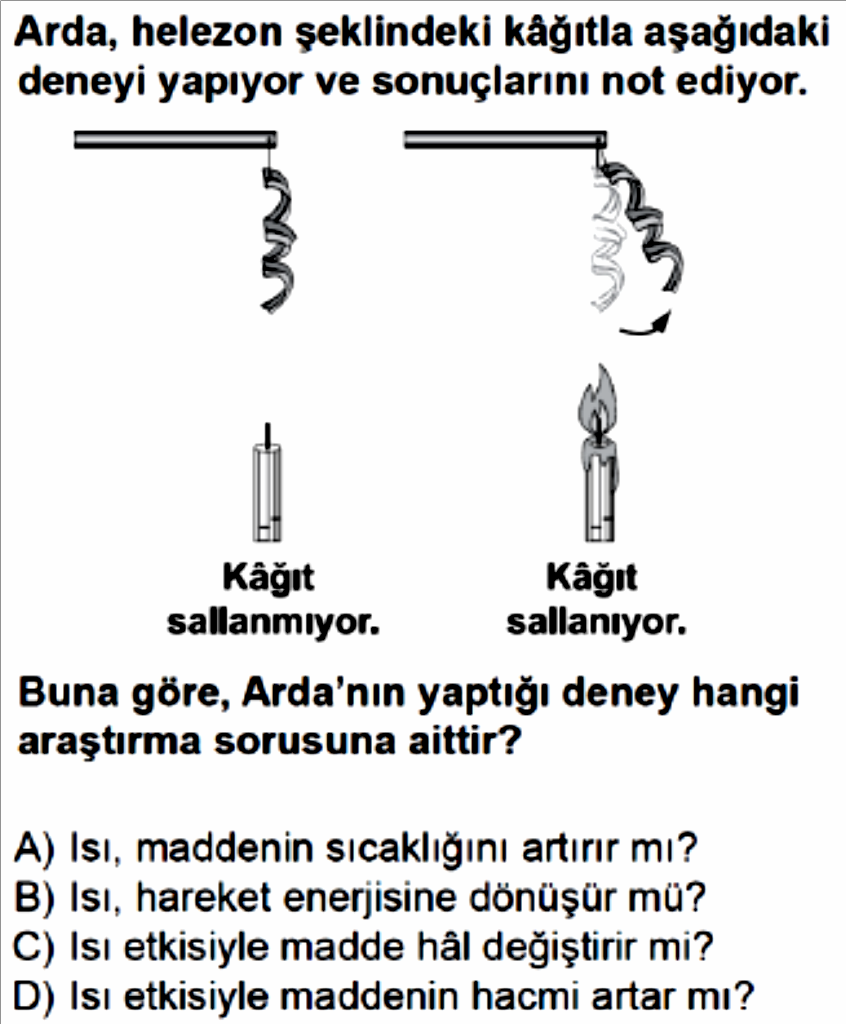 Arda, helezon şeklindeki kâğıtla aşağıdaki
deneyi yapıyor ve sonuçlarını not ediyor.
Kâğıt
sallanmıyor.
Kâğıt
sallanıyor.
Buna göre, Arda’nın yaptığı deney hangi
araştırma sorusuna aittir?
A) Isı, maddenin sıcaklığını artırır mı?
B) Isı, hareket enerjisine dönüşür mü?
C) Isı etkisiyle madde hâl değiştirir mi?
D) Isı etkisiyle maddenin hacmi artar mı?